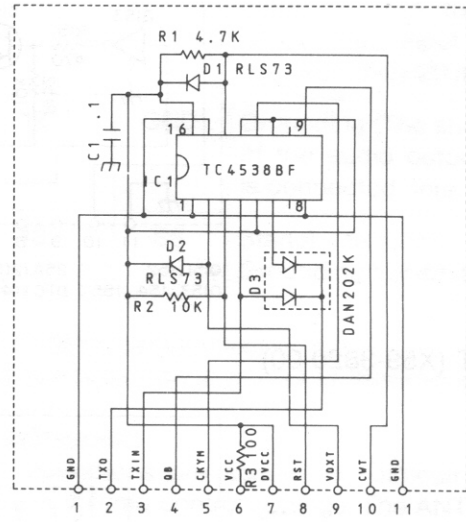 R1 4.7K
D1 RLS73
C1 .1
16 9
TC4538BF
IC1
1 8
D2
RLS73
R2 10K
D3
DAN202K
R3 100
GND TXO TXIN QB CKYM VCC DVCC RST VOXT CWT GND
1 2 3 4 5 6 7 8 9 10 11